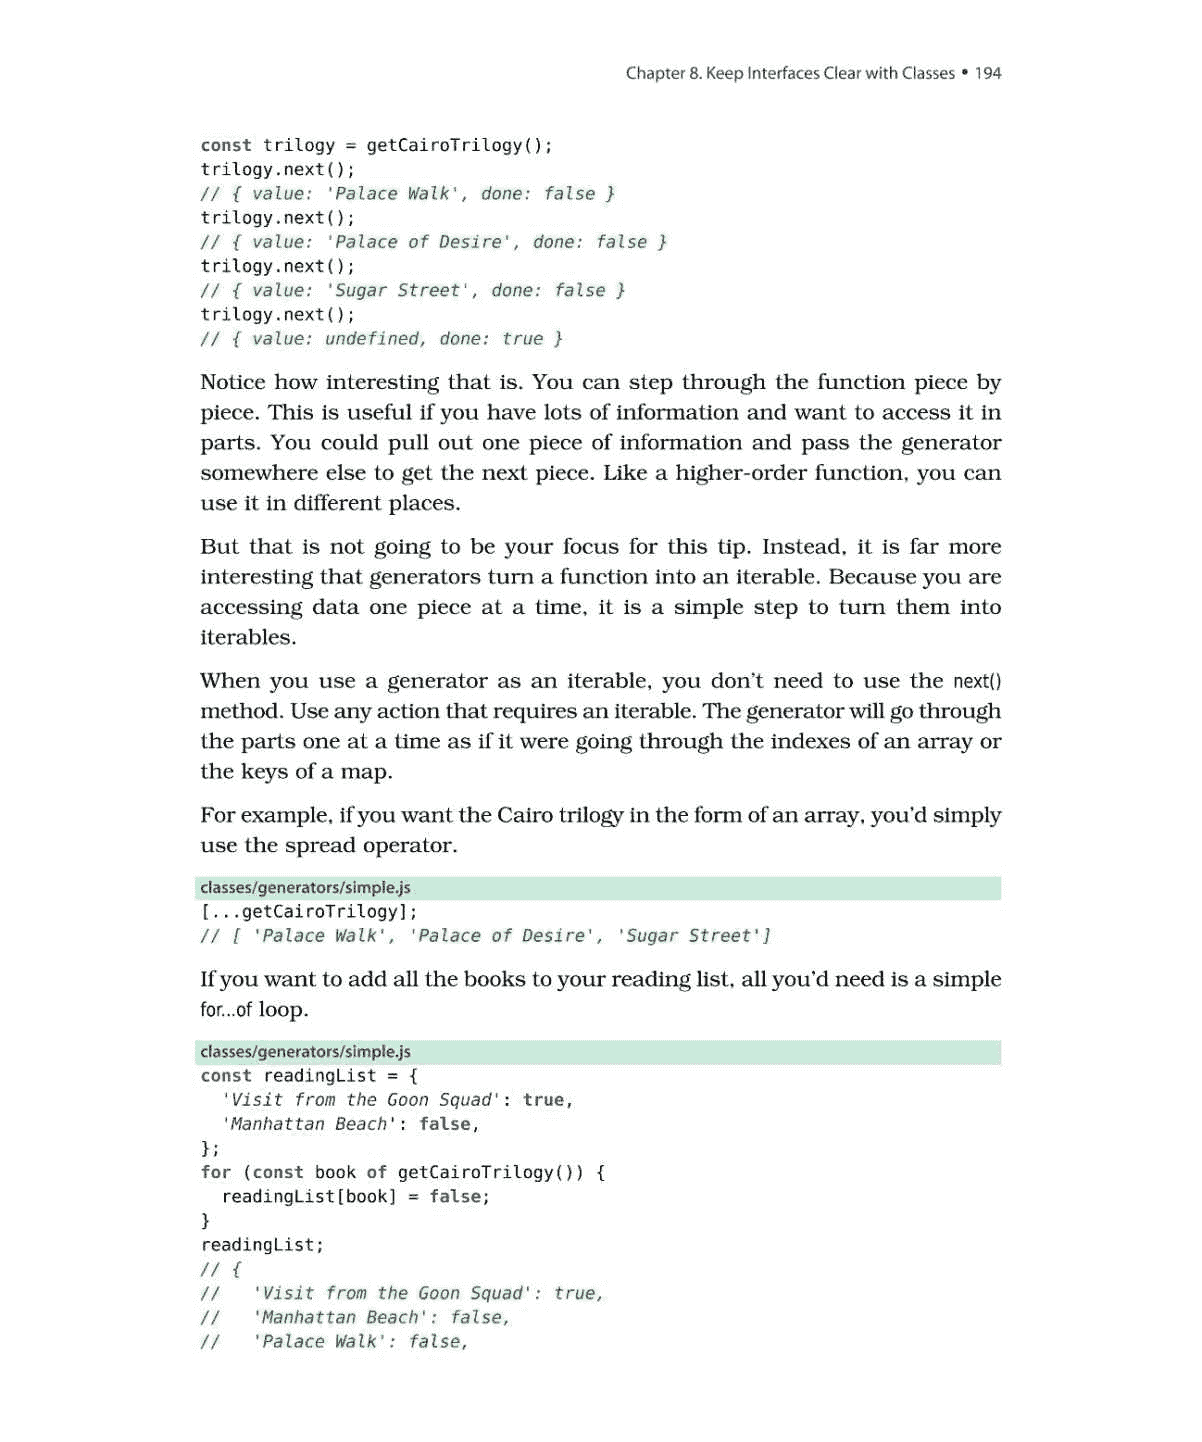 Chapter 8. Keep Interfaces Clear with Classes • 194
const trilogy = getCairoTrilogy();
trilogy.next();
// { value: 'Palace Walk', done: false }
trilogy.next();
// { value: 'Palace of Desire', done: false }
trilogy.next();
// { value: 'Sugar Street', done: false }
trilogy.next();
// { value: undefined, done: true }
Notice how interesting that is. You can step through the function piece by
piece. This is useful if you have lots of information and want to access it in
parts. You could pull out one piece of information and pass the generator
somewhere else to get the next piece. Like a higher-order function, you can
use it in different places.
But that is not going to be your focus for this tip. Instead, it is far more
interesting that generators turn a function into an iterable. Because you are
accessing data one piece at a time, it is a simple step to turn them into
iterables.
When you use a generator as an iterable, you don't need to use the next()
method. Use any action that requires an iterable. The generator will go through
the parts one at a time as if it were going through the indexes of an array or
the keys of a map.
For example, if you want the Cairo trilogy in the form of an array, you'd simply
use the spread operator.
classes/generators/simple.js
[...getCairoTrilogy];
// [ 'Palace Walk', 'Palace of Desire', 'Sugar Street']
If you want to add all the books to your reading list, all you'd need is a simple
for...of loop.
classes/generators/simple.js
const readingList = {
  'Visit from the Goon Squad': true,
  'Manhattan Beach': false,
};
for (const book of getCairoTrilogy()) {
  readingList[book] = false;
}
readingList;
// {
//   'Visit from the Goon Squad': true,
//   'Manhattan Beach': false,
//   'Palace Walk': false,